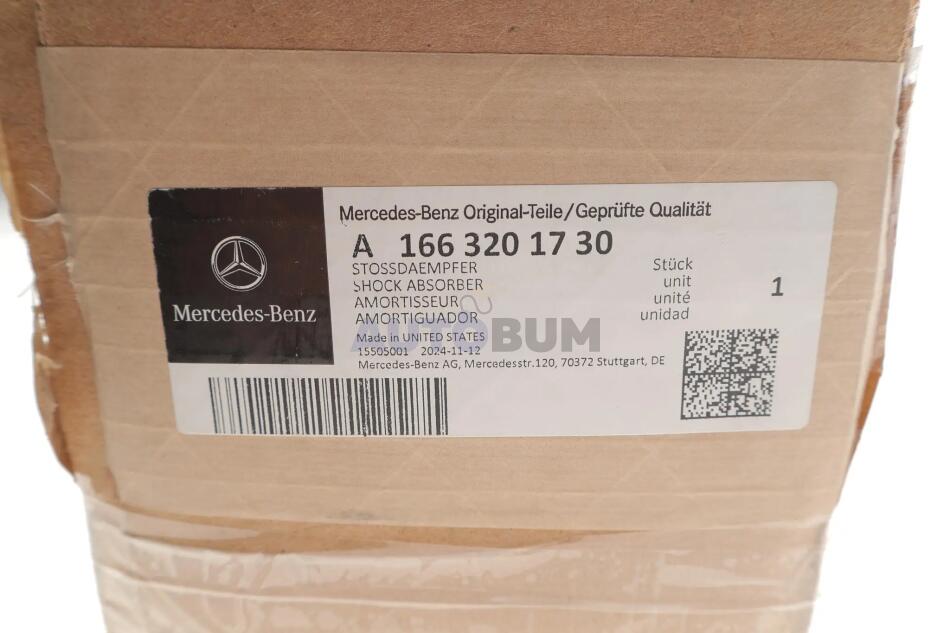 Mercedes-Benz
Mercedes-Benz Original-Teile/Geprüfte Qualität
A 166 320 17 30
STOSSDAEMPFER
SHOCK ABSORBER
AMORTISSEUR
AMORTIGUADOR
Stück
unit
unité
unidad
1
Made in UNITED STATES
15505001 2024-11-12
Mercedes-Benz AG, Mercedesstr.120, 70372 Stuttgart, DE
AUTOBUM